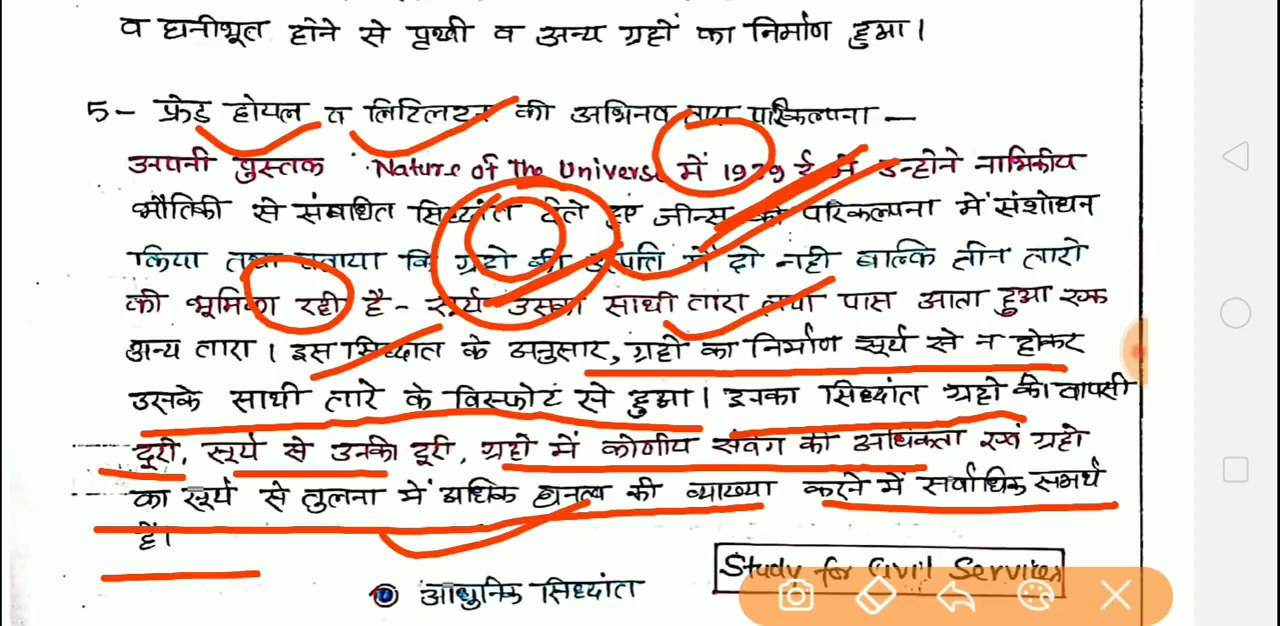 व घनीभूत होने से पृथ्वी व अन्य ग्रहों का निर्माण हुआ।
5- फ्रेड होयल व लिटिलटन की अभिनव तारा परिकल्पना -
अपनी पुस्तक 'Nature of the Universe में 1939 ई में उन्होने नाभिकीय
भौतिकी से संबधित सिध्दांत देते हुए जीन्स की परिकल्पना में संशोधन
किया तथा बताया कि ग्रहो की उत्पत्ति में दो नही बल्कि तीन तारो
की भूमिका रही है- सूर्य उसका साथी तारा तथा पास आता हुआ एक
अन्य तारा। इस सिध्दांत के अनुसार, ग्रहो का निर्माण सूर्य से न होकर
उसके साथी तारे के विस्फोट से हुआ। इनका सिध्दांत ग्रहो की आपसी
दूरी, सूर्य से उनकी दूरी, ग्रहो में कोणीय संवेग की अधिकता एवं ग्रहो
का सूर्य से तुलना में अधिक घनत्व की व्याख्या करने में सर्वाधिक समर्थ
है।
Study for Civil Services
आधुनिक सिध्दांत